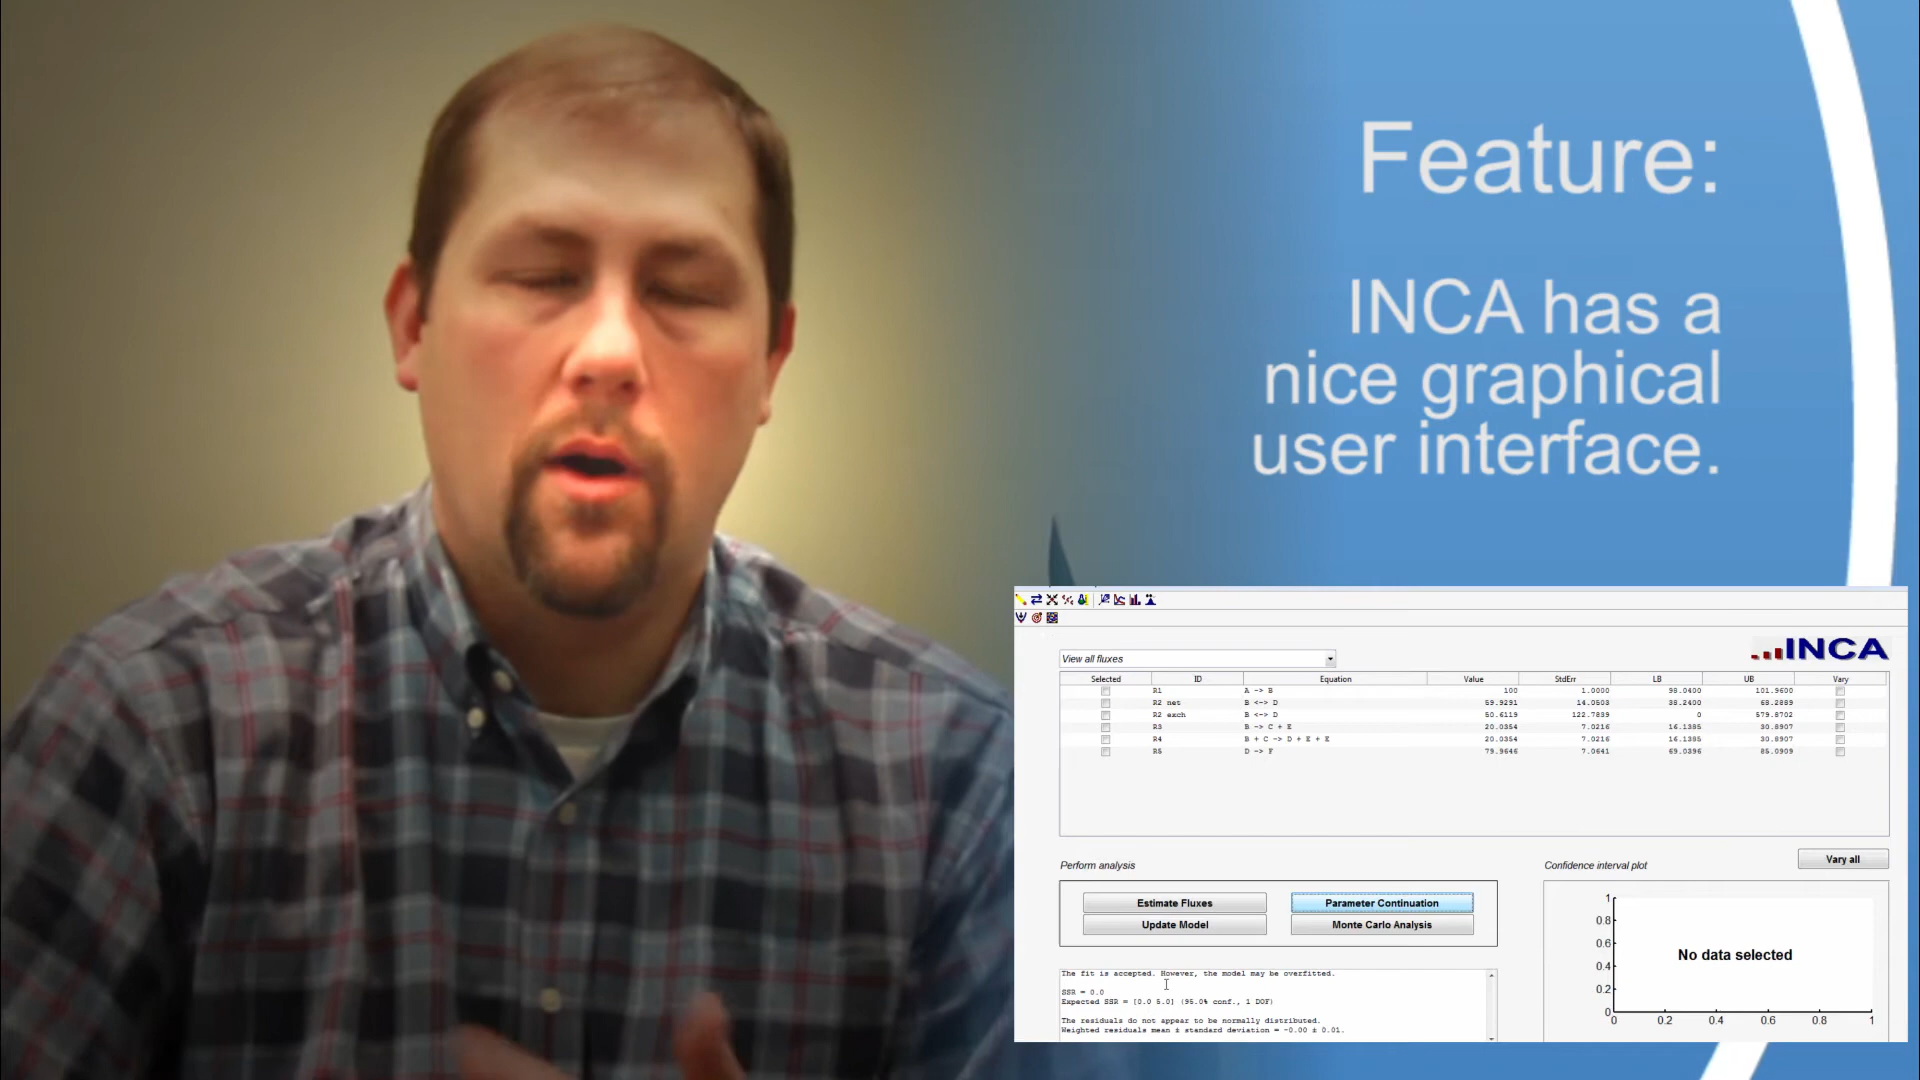 Feature:
INCA has a
nice graphical
user interface.
INCA
View all fluxes
Selected ID Equation Value StdErr LB UB Vary
R1 A -> B 100 1.0000 98.0400 101.9600
R2 net B <-> D 59.9291 14.0503 38.2400 68.2889
R2 exch B <-> D 50.6119 122.7889 0 579.8702
R3 B -> C + E 20.0354 7.0216 16.1385 30.8907
R4 B + C -> D + E + E 20.0354 7.0216 16.1385 30.8907
R5 D -> F 79.9646 7.0641 69.0396 85.0909
Vary all
Perform analysis
Confidence interval plot
Estimate Fluxes Parameter Continuation
Update Model Monte Carlo Analysis
The fit is accepted. However, the model may be overfitted.
SSR = 0.0
Expected SSR = [0.0 5.0] (95.0% conf., 1 DOF)
The residuals do not appear to be normally distributed.
Weighted residuals mean ± standard deviation = -0.00 ± 0.01.
1
0.8
0.6
No data selected
0.4
0.2
0
0 0.2 0.4 0.6 0.8 1